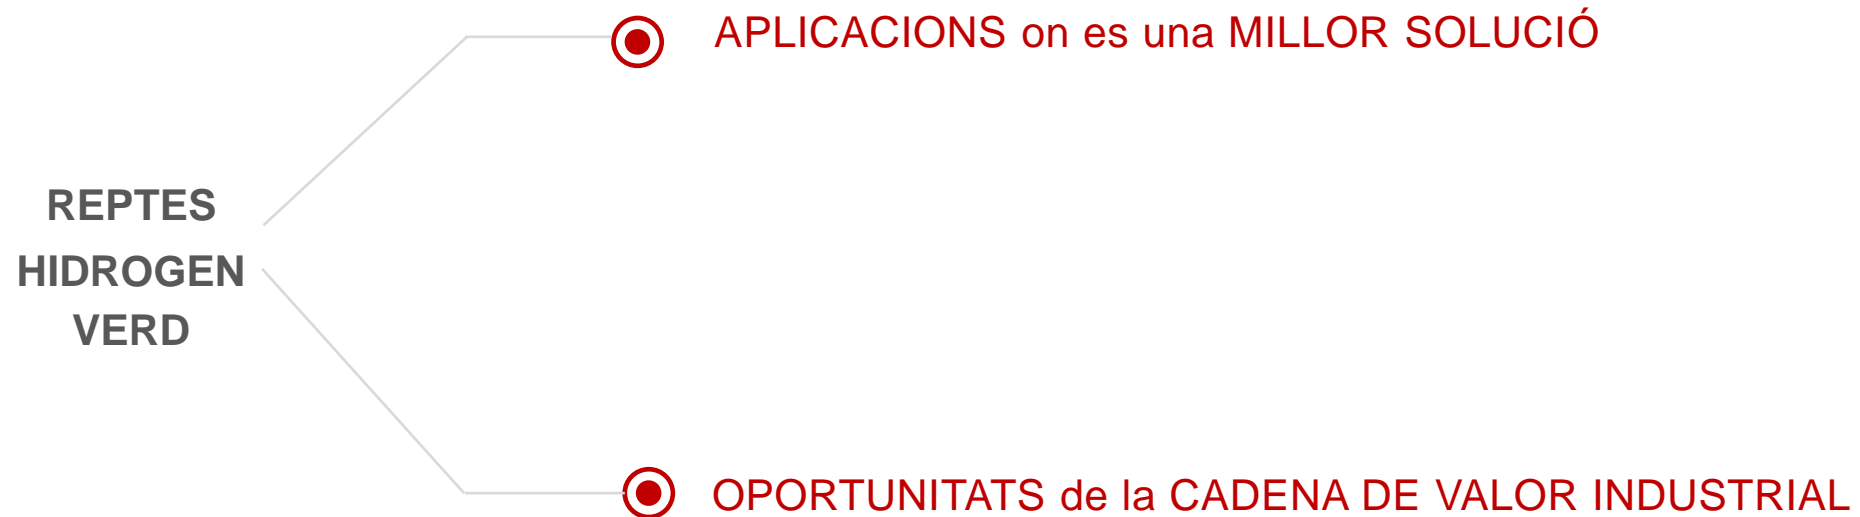 APLICACIONS on es una MILLOR SOLUCIÓ
REPTES
HIDROGEN
VERD
OPORTUNITATS de la CADENA DE VALOR INDUSTRIAL